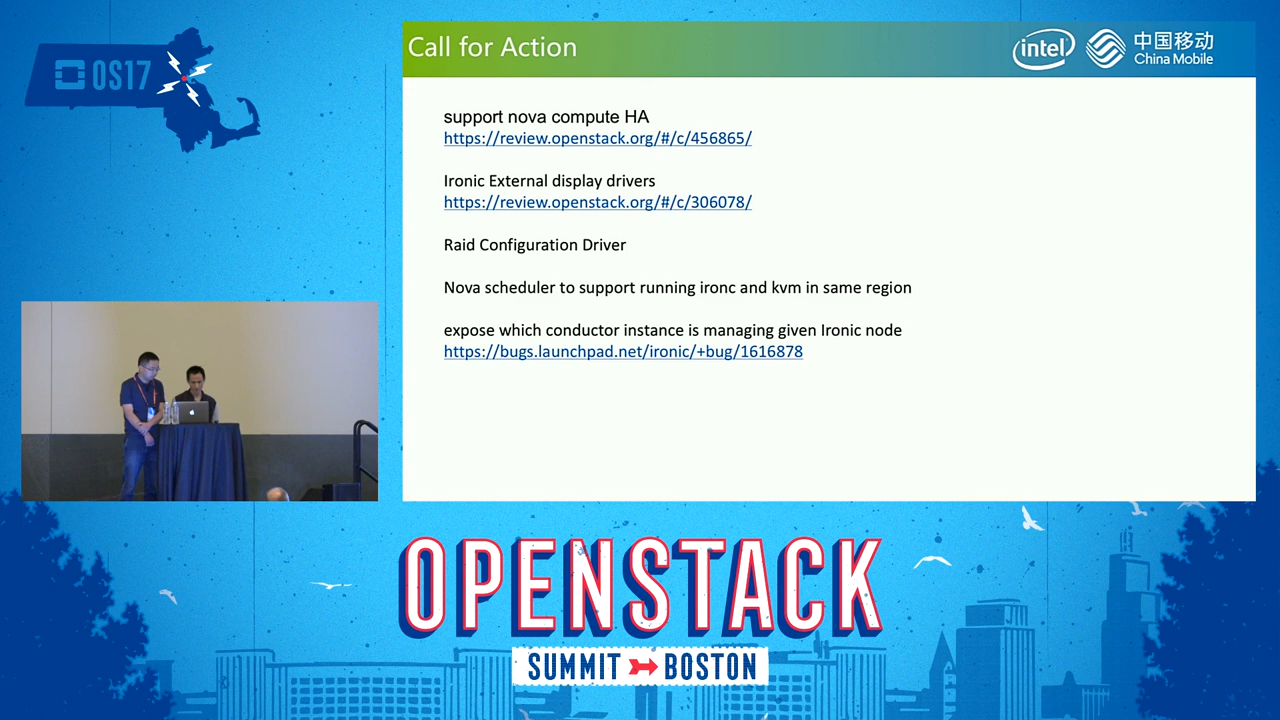 OS17
Call for Action
intel
中国移动
China Mobile
support nova compute HA
https://review.openstack.org/#/c/456865/
Ironic External display drivers
https://review.openstack.org/#/c/306078/
Raid Configuration Driver
Nova scheduler to support running ironc and kvm in same region
expose which conductor instance is managing given Ironic node
https://bugs.launchpad.net/ironic/+bug/1616878
OPENSTACK
SUMMIT BOSTON